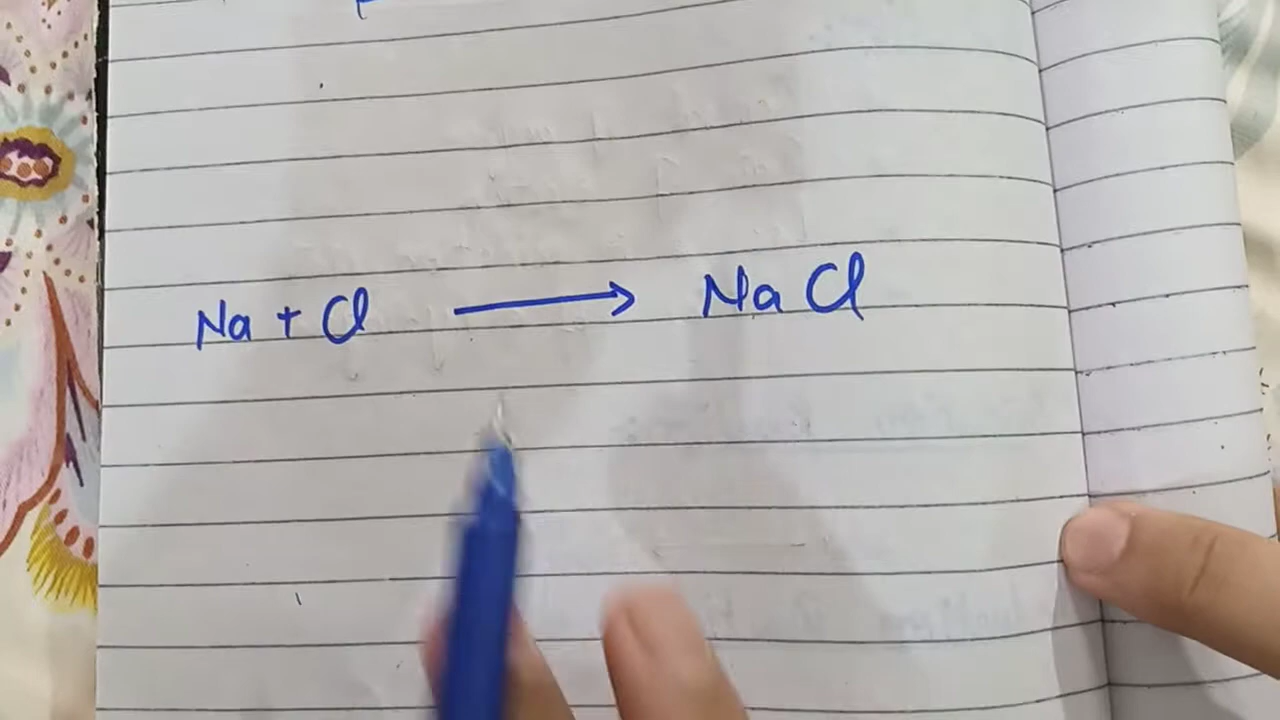 Na + Cl ⟶ NaCl